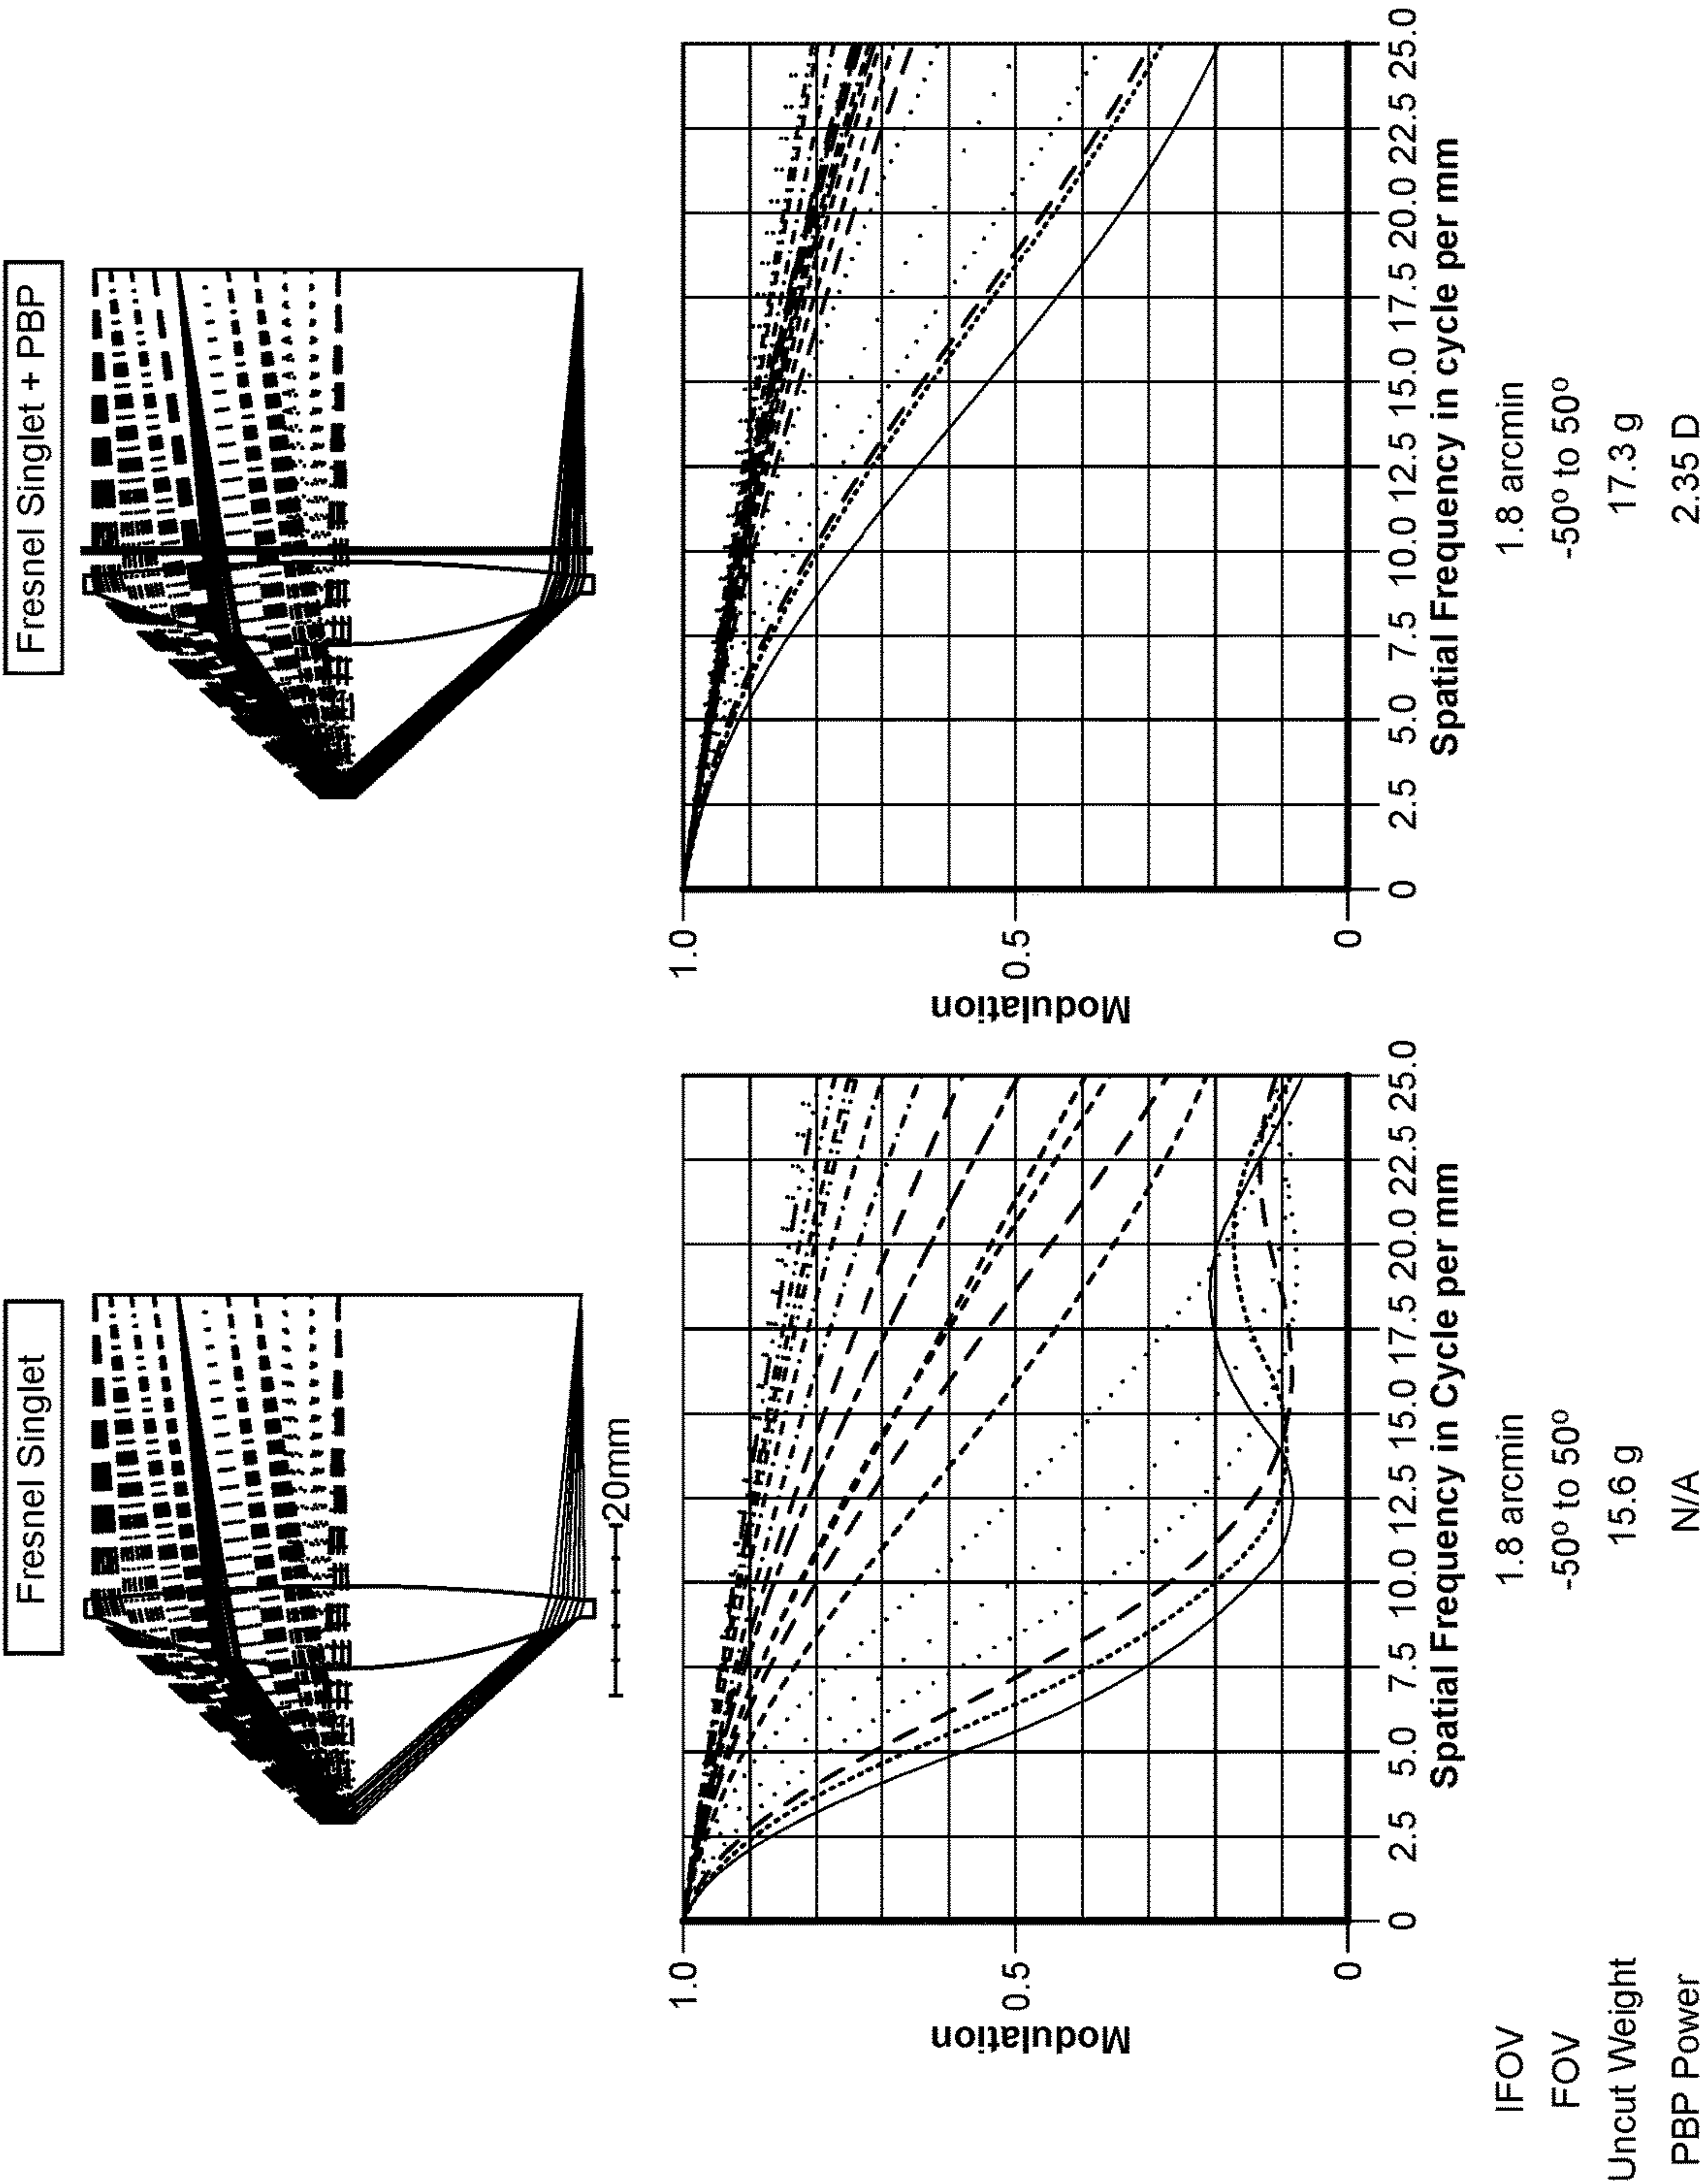 Fresnel Singlet
Fresnel Singlet + PBP
20mm
Modulation
1.0
0.5
0
0 2.5 5.0 7.5 10.0 12.5 15.0 17.5 20.0 22.5 25.0
Spatial Frequency in Cycle per mm
Modulation
1.0
0.5
0
0 2.5 5.0 7.5 10.0 12.5 15.0 17.5 20.0 22.5 25.0
Spatial Frequency in cycle per mm
IFOV 1.8 arcmin 1.8 arcmin
FOV -50º to 50º -50º to 50º
Uncut Weight 15.6 g 17.3 g
PBP Power N/A 2.35 D